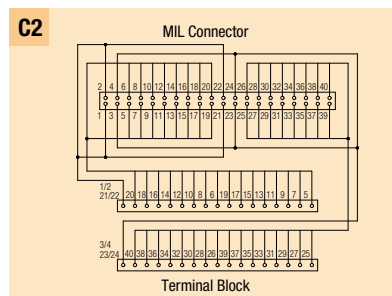 C2
MIL Connector
2 4 6 8 10 12 14 16 18 20 22 24 26 28 30 32 34 36 38 40
1 3 5 7 9 11 13 15 17 19 21 23 25 27 29 31 33 35 37 39
1/2
21/22 20 18 16 14 12 10 8 6 19 17 15 13 11 9 7 5
3/4
23/24 40 38 36 34 32 30 28 26 39 37 35 33 31 29 27 25
Terminal Block